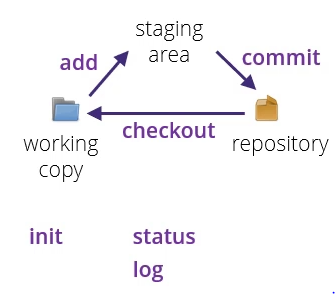 staging
area
add
commit
checkout
working
copy
repository
init
status
log